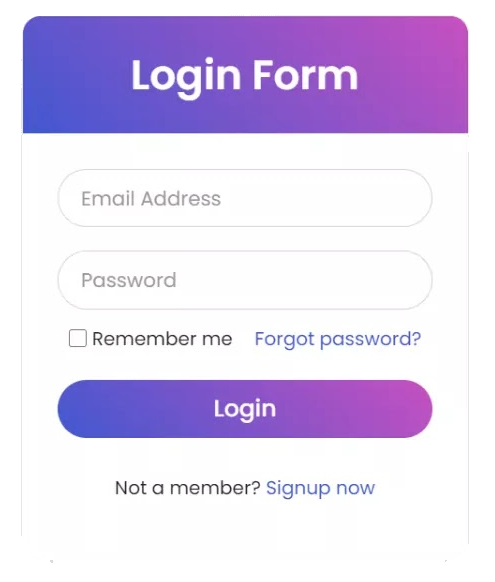 Login Form
Email Address
Password
Remember me Forgot password?
Login
Not a member? Signup now